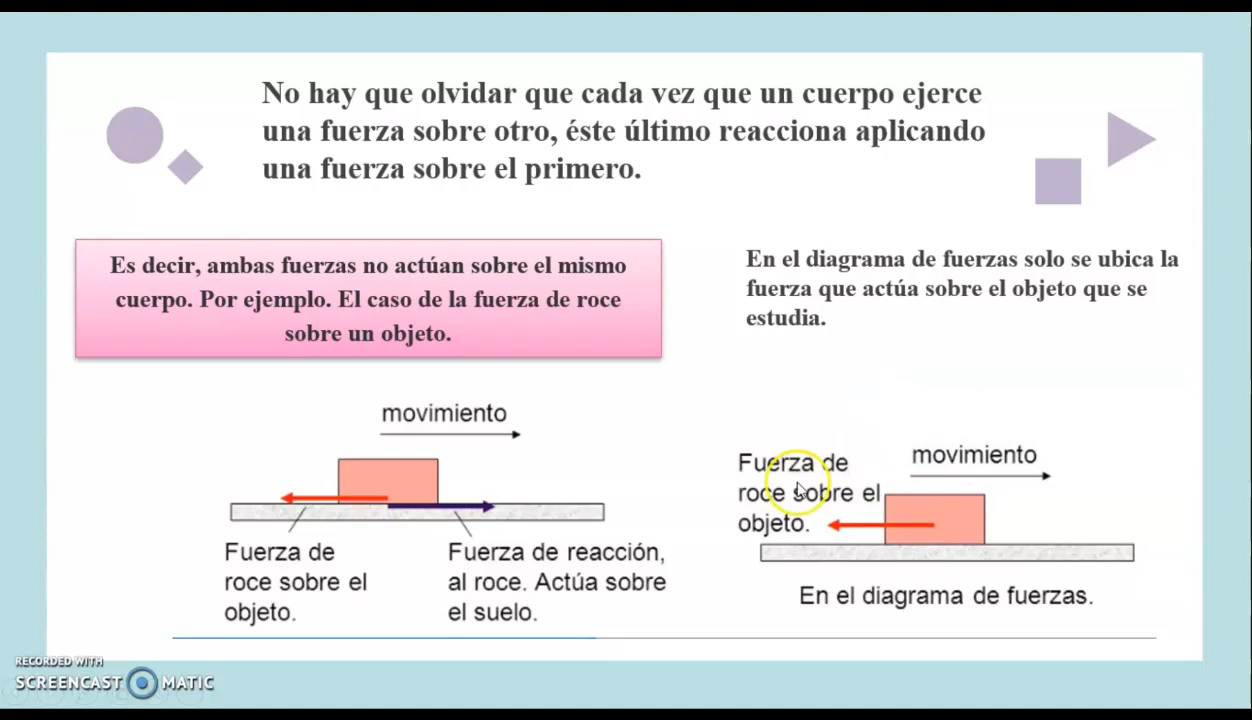 No hay que olvidar que cada vez que un cuerpo ejerce
una fuerza sobre otro, éste último reacciona aplicando
una fuerza sobre el primero.
Es decir, ambas fuerzas no actúan sobre el mismo
cuerpo. Por ejemplo. El caso de la fuerza de roce
sobre un objeto.
En el diagrama de fuerzas solo se ubica la
fuerza que actúa sobre el objeto que se
estudia.
movimiento
Fuerza de
roce sobre el
objeto.
Fuerza de reacción,
al roce. Actúa sobre
el suelo.
movimiento
Fuerza de
roce sobre el
objeto.
En el diagrama de fuerzas.
RECORDED WITH
SCREENCAST MATIC